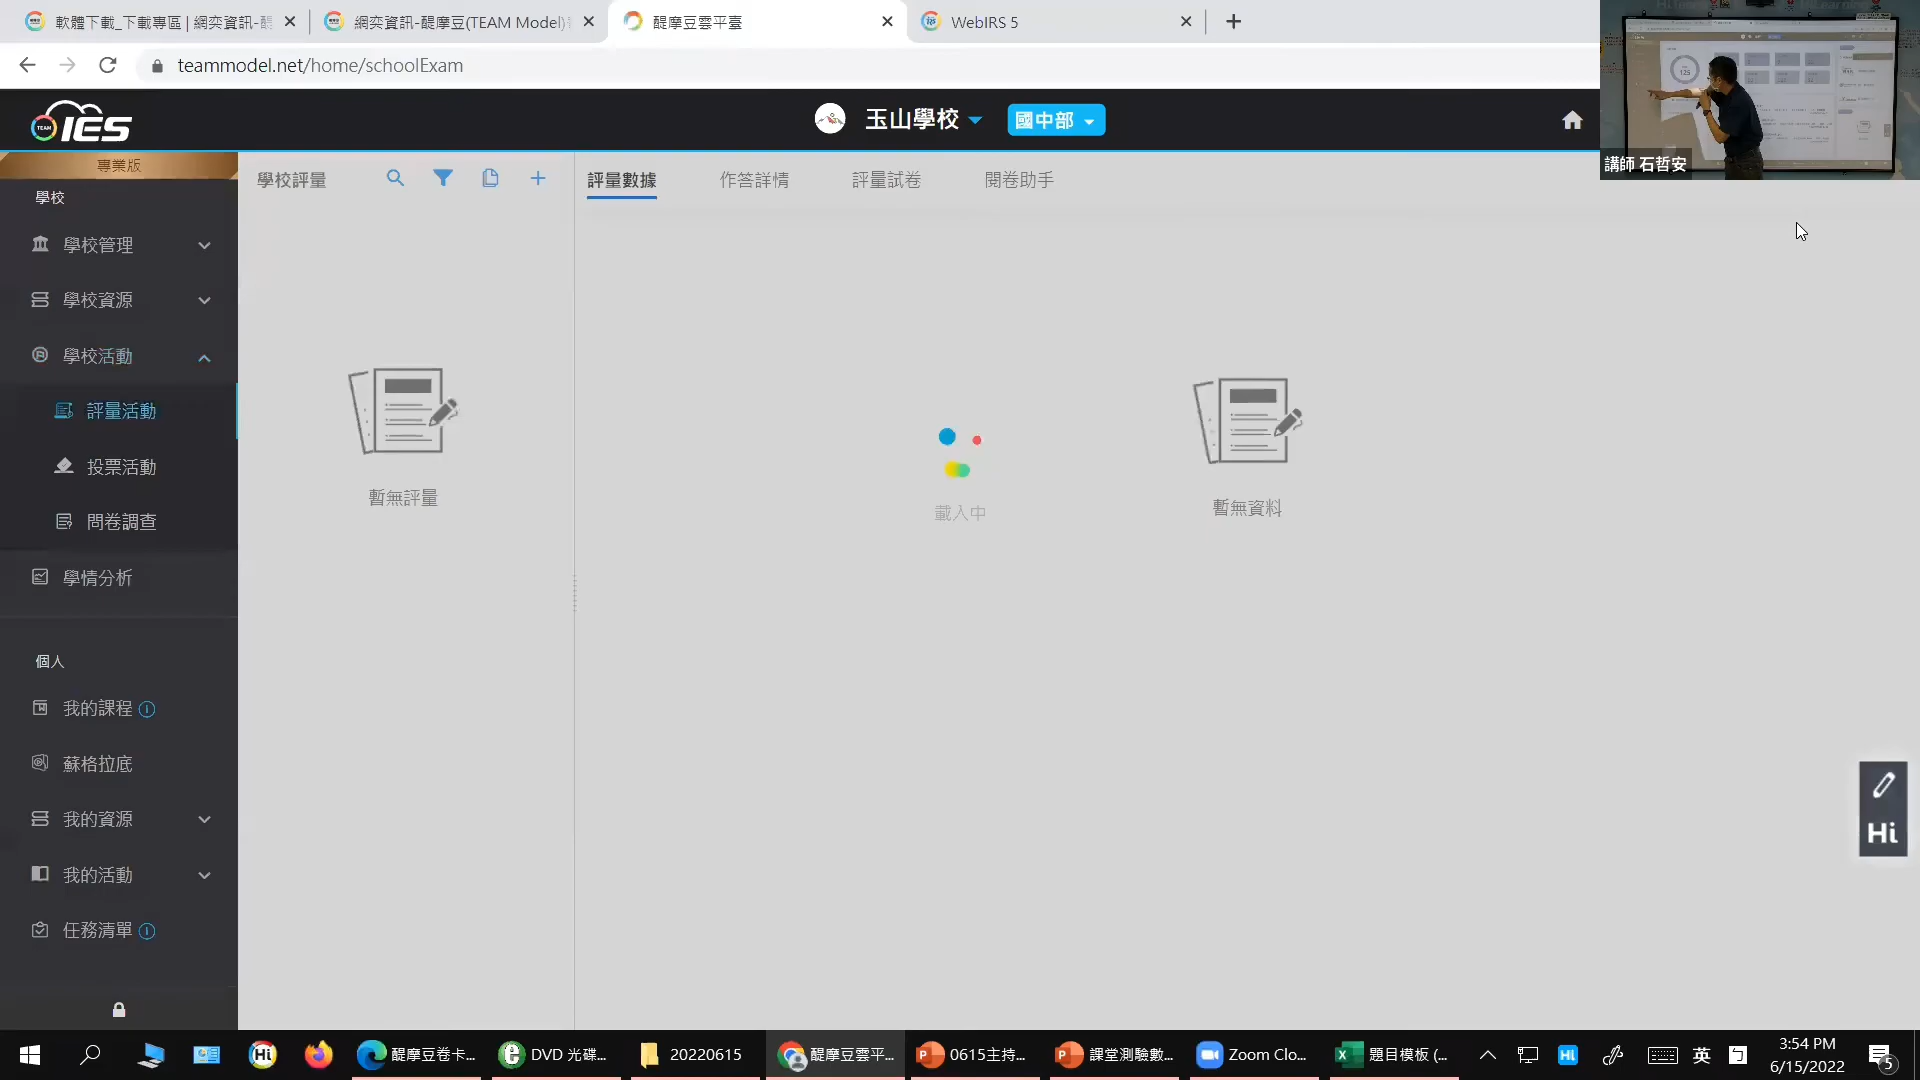 軟體下載_下載專區 | 網奕資訊-醍
網奕資訊-醍摩豆(TEAM Model)
醍摩豆雲平臺
WebIRS 5
teammodel.net/home/schoolExam
TEAM IES
玉山學校
國中部
講師 石哲安
專業版
學校
學校管理
學校資源
學校活動
評量活動
投票活動
問卷調查
學情分析
個人
我的課程
蘇格拉底
我的資源
我的活動
任務清單
學校評量
評量數據
作答詳情
評量試卷
閱卷助手
暫無評量
載入中
暫無資料
Hi
Hi
醍摩豆卷卡...
DVD 光碟...
20220615
醍摩豆雲平...
0615主持...
課堂測驗數...
Zoom Clo...
題目模板 (...
Hi
英
3:54 PM
6/15/2022
5